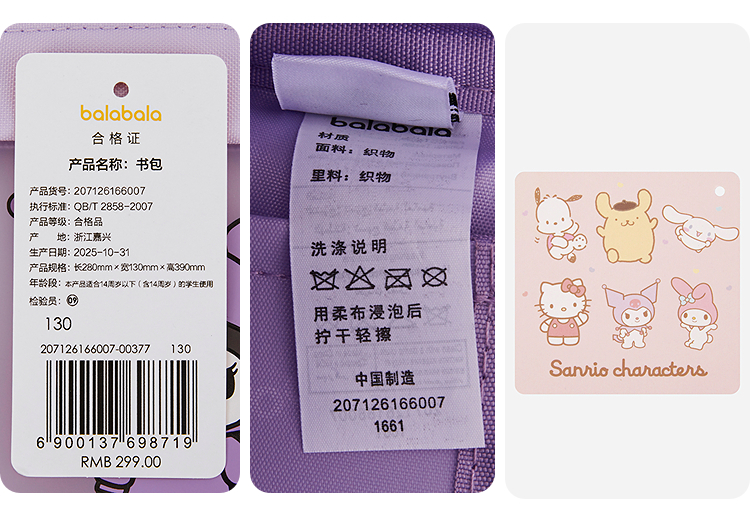 balabala
合格证
产品名称：书包
产品货号：207126166007
执行标准：QB/T 2858-2007
产品等级：合格品
产　　地：浙江嘉兴
生产日期：2025-10-31
产品规格：长280mm×宽130mm×高390mm
年龄段：本产品适合14周岁以下（含14周岁）的学生使用
检验员：09
130
207126166007-00377 130
6 900137 698719
RMB 299.00
balabala
材质
面料：织物
里料：织物
洗涤说明
用柔布浸泡后
拧干轻擦
中国制造
207126166007
1661
Sanrio characters